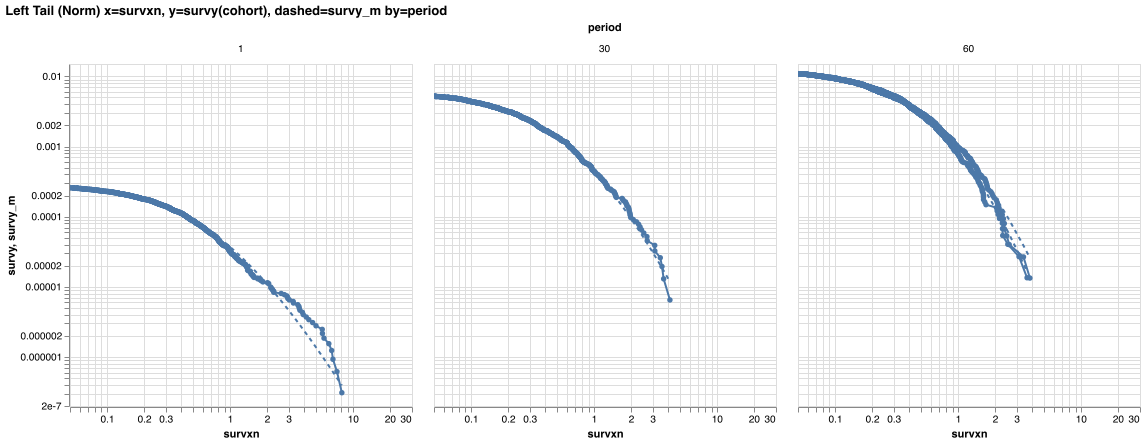 Left Tail (Norm) x=survxn, y=survy(cohort), dashed=survy_m by=period
period
1 30 60
0.01
0.002
0.001
0.0002
0.0001
0.00002
0.00001
0.000002
0.000001
2e-7
survy, survy_m
0.1 0.2 0.3 1 2 3 10 20 30 0.1 0.2 0.3 1 2 3 10 20 30 0.1 0.2 0.3 1 2 3 10 20 30
survxn survxn survxn